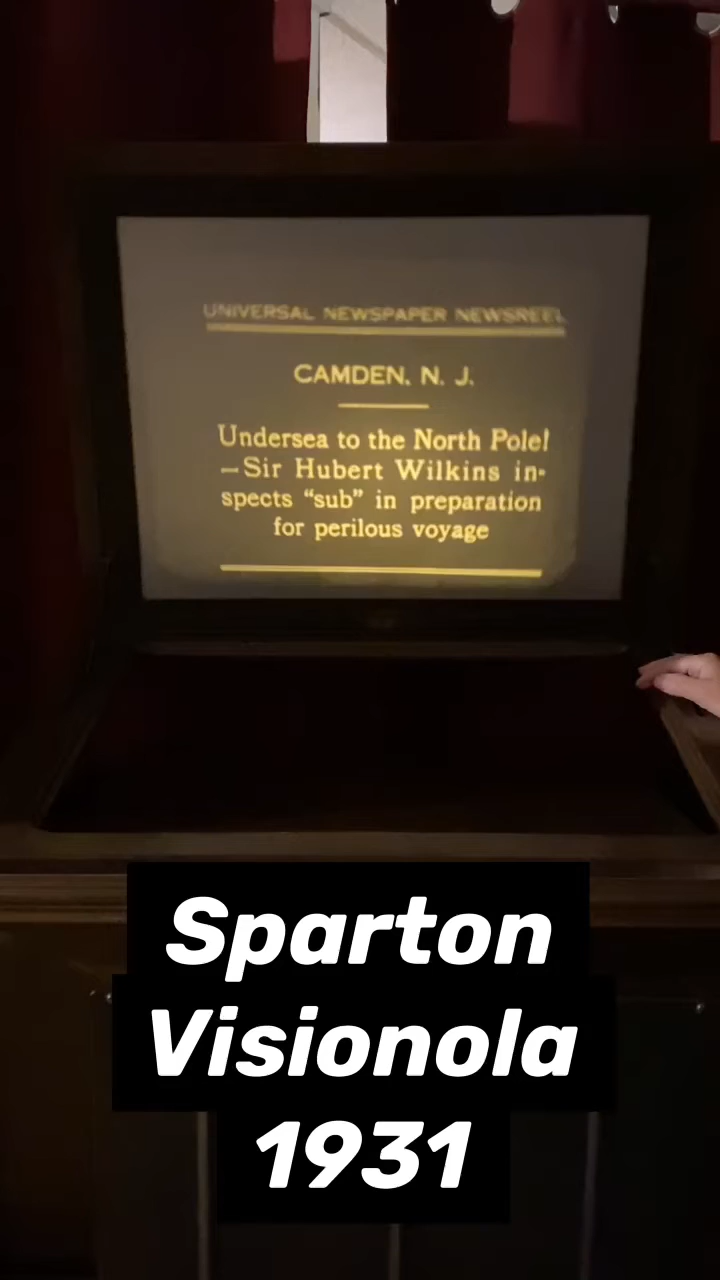 UNIVERSAL NEWSPAPER NEWSREEL
CAMDEN, N. J.
Undersea to the North Pole!
—Sir Hubert Wilkins in-
spects “sub” in preparation
for perilous voyage
Sparton
Visionola
1931